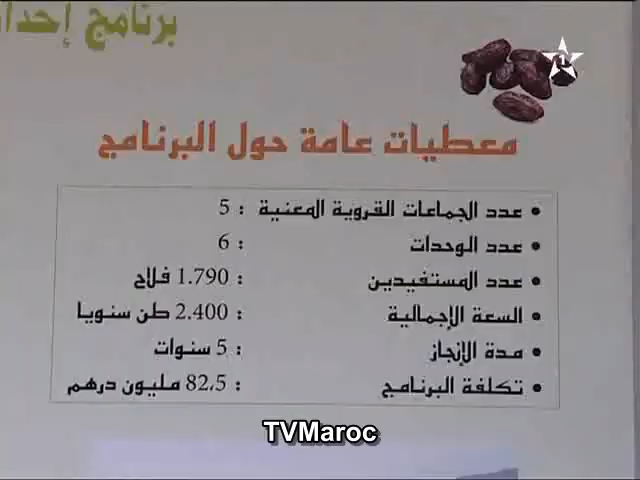 برنامج إحدا
معطيات عامة حول البرنامج
• عدد الجماعات القروية المعنية : 5
• عدد الوحدات : 6
• عدد المستفيدين : 1.790 فلاح
• السعة الإجمالية : 2.400 طن سنويا
• مدة الإنجاز : 5 سنوات
• تكلفة البرنامج : 82،5 مليون درهم
TVMaroc